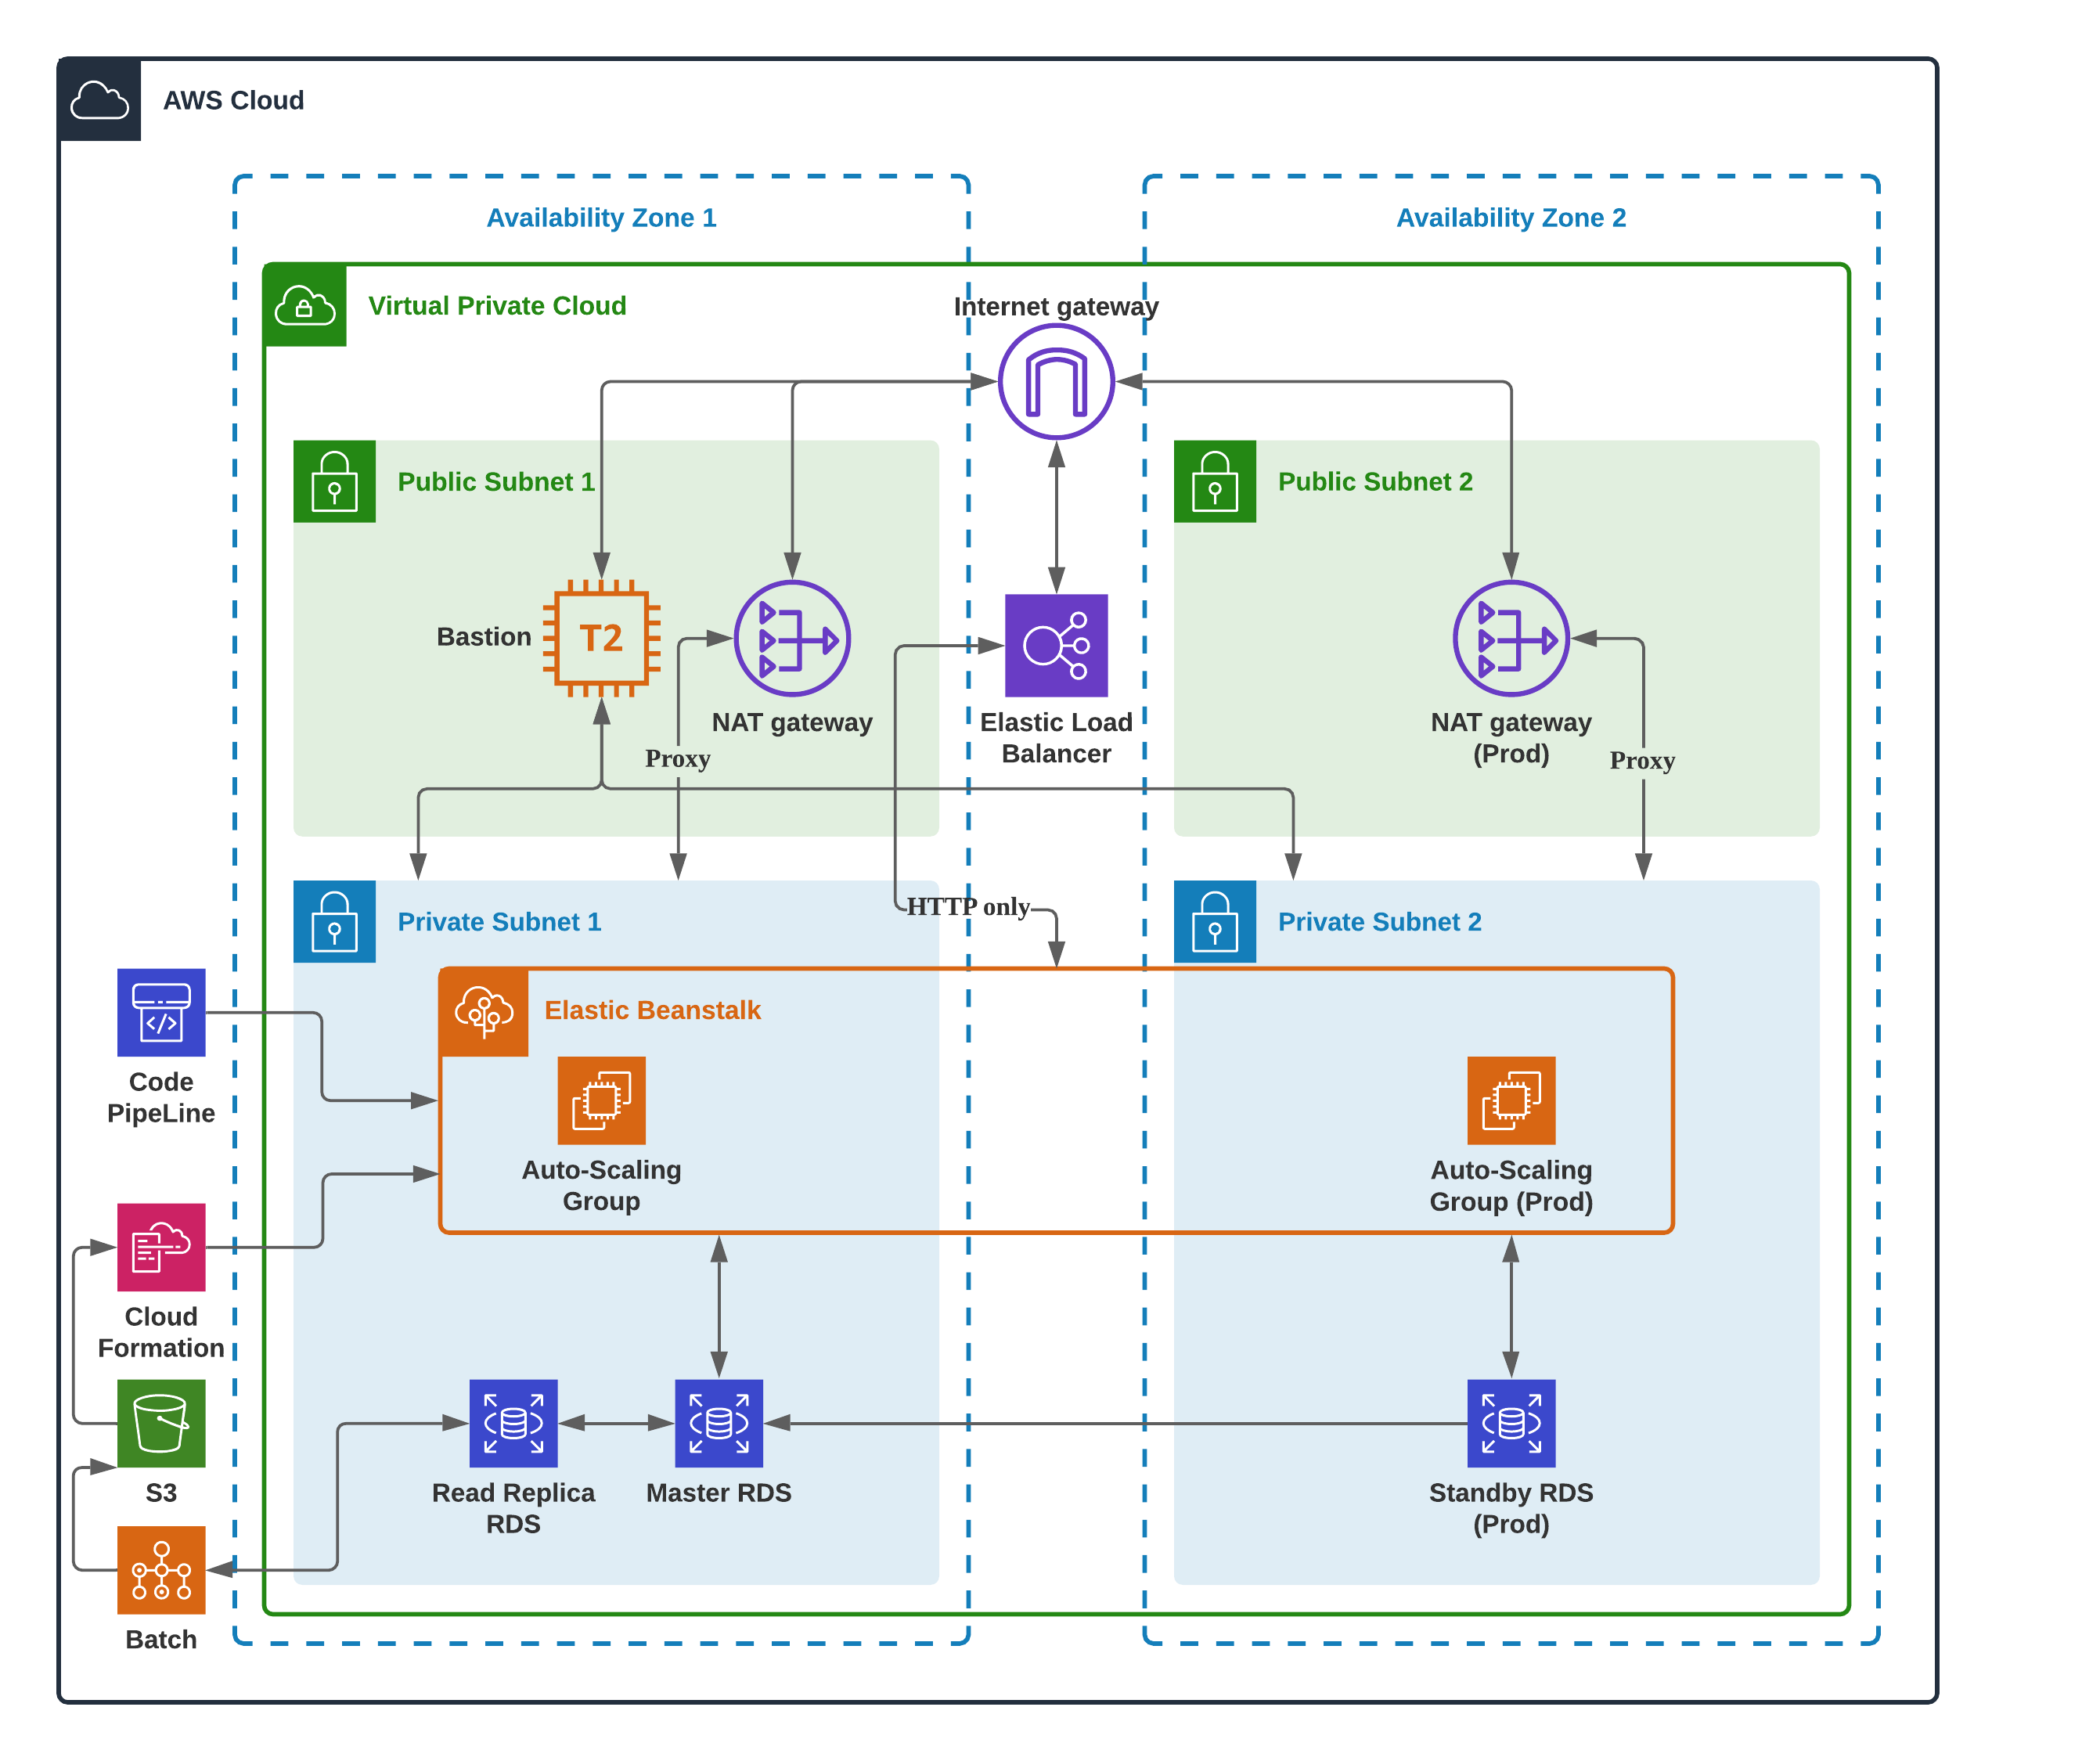 AWS Cloud
Availability Zone 1
Availability Zone 2
Virtual Private Cloud
Internet gateway
Public Subnet 1
Public Subnet 2
Bastion
T2
NAT gateway
Elastic Load
Balancer
NAT gateway
(Prod)
Proxy
Proxy
HTTP only
Private Subnet 1
Private Subnet 2
Elastic Beanstalk
Code
PipeLine
Auto-Scaling
Group
Auto-Scaling
Group (Prod)
Cloud
Formation
S3
Read Replica
RDS
Master RDS
Standby RDS
(Prod)
Batch